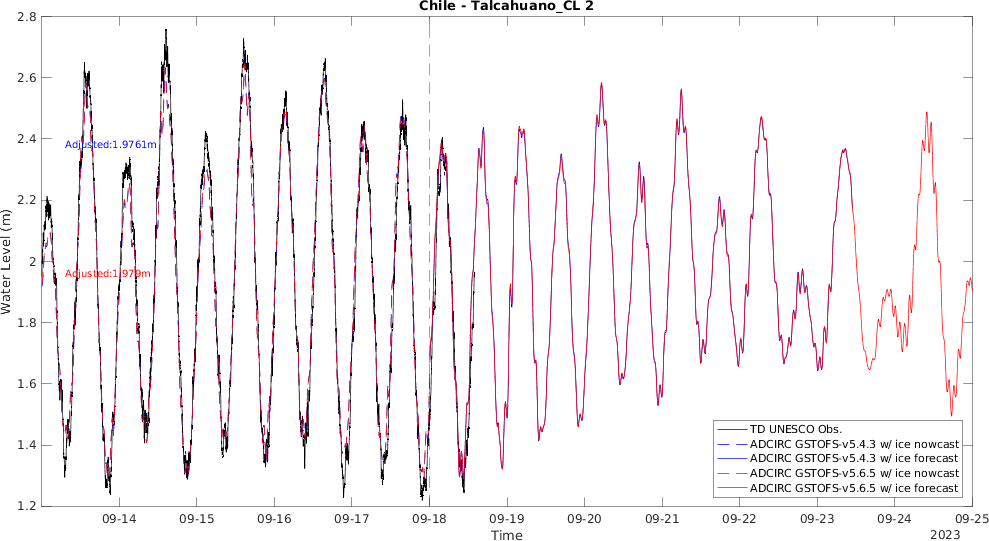 Chile - Talcahuano_CL 2
2.8
2.6
2.4
2.2
2
1.8
1.6
1.4
1.2
Water Level (m)
Adjusted:1.9761m
Adjusted:1.979m
TD UNESCO Obs.
ADCIRC GSTOFS-v5.4.3 w/ ice nowcast
ADCIRC GSTOFS-v5.4.3 w/ ice forecast
ADCIRC GSTOFS-v5.6.5 w/ ice nowcast
ADCIRC GSTOFS-v5.6.5 w/ ice forecast
09-14 09-15 09-16 09-17 09-18 09-19 09-20 09-21 09-22 09-23 09-24 09-25
Time
2023